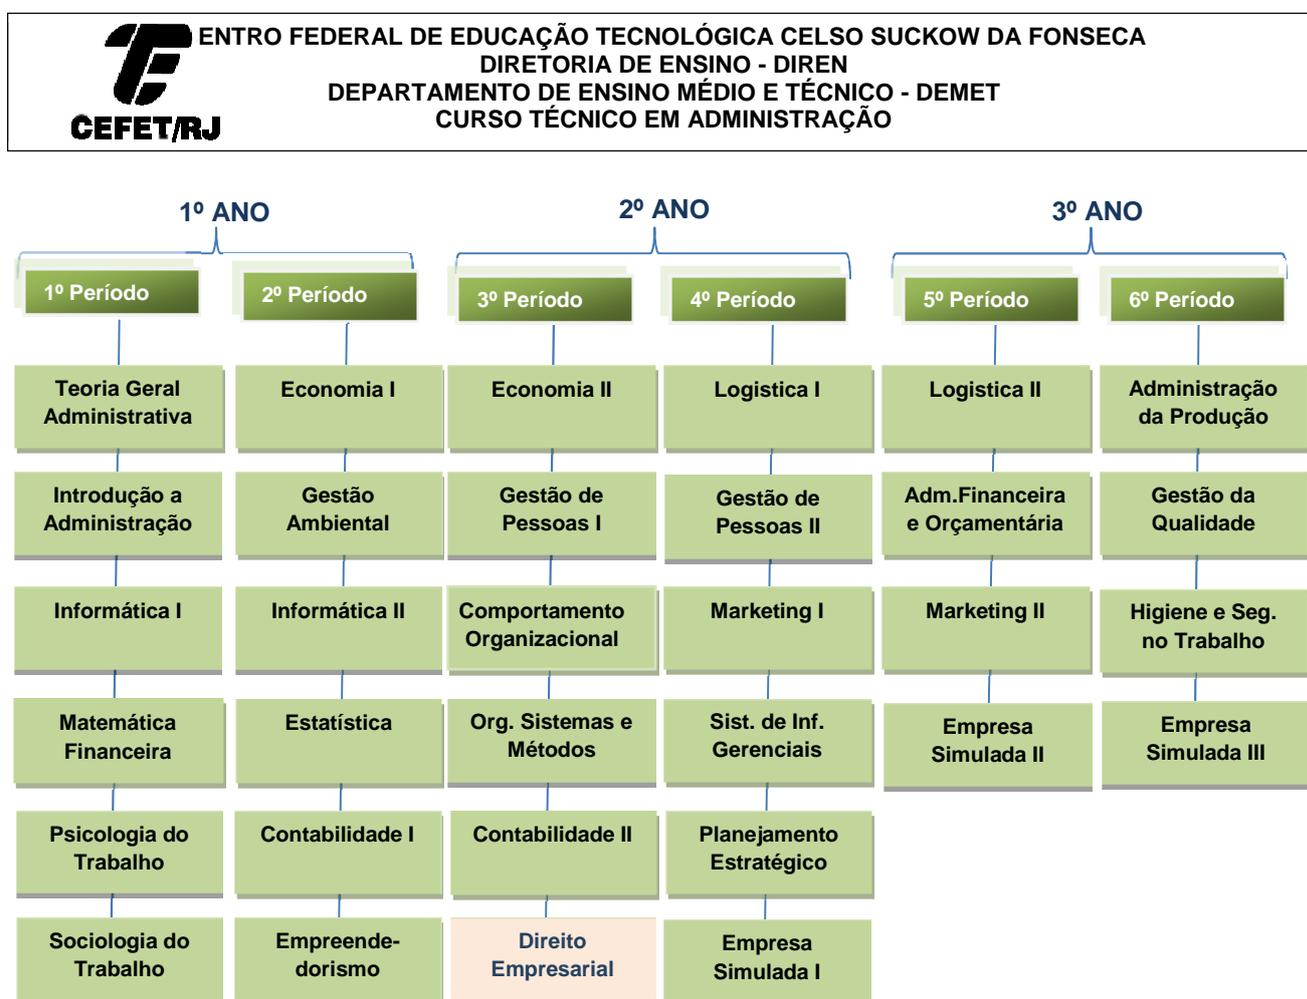 ENTRO FEDERAL DE EDUCAÇÃO TECNOLÓGICA CELSO SUCKOW DA FONSECA
DIRETORIA DE ENSINO - DIREN
DEPARTAMENTO DE ENSINO MÉDIO E TÉCNICO - DEMET
CURSO TÉCNICO EM ADMINISTRAÇÃO
CEFET/RJ
1º ANO
2º ANO
3º ANO
1º Período
2º Período
3º Período
4º Período
5º Período
6º Período
Teoria Geral
Administrativa
Economia I
Economia II
Logistica I
Logistica II
Administração
da Produção
Introdução a
Administração
Gestão
Ambiental
Gestão de
Pessoas I
Gestão de
Pessoas II
Adm.Financeira
e Orçamentária
Gestão da
Qualidade
Informática I
Informática II
Comportamento
Organizacional
Marketing I
Marketing II
Higiene e Seg.
no Trabalho
Matemática
Financeira
Estatística
Org. Sistemas e
Métodos
Sist. de Inf.
Gerenciais
Empresa
Simulada II
Empresa
Simulada III
Psicologia do
Trabalho
Contabilidade I
Contabilidade II
Planejamento
Estratégico
Sociologia do
Trabalho
Empreende-
dorismo
Direito
Empresarial
Empresa
Simulada I